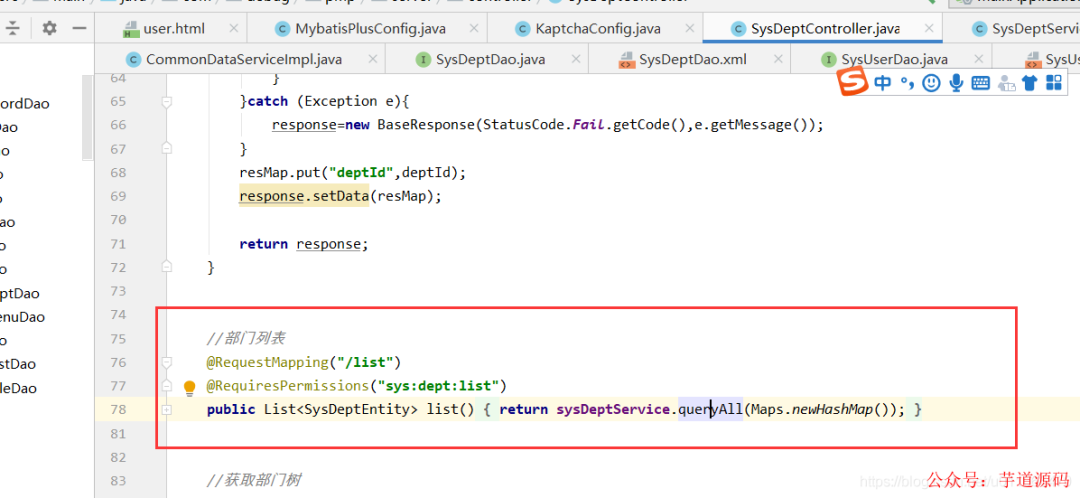 user.html MybatisPlusConfig.java KaptchaConfig.java SysDeptController.java SysDeptServi
CommonDataServiceImpl.java SysDeptDao.java SysDeptDao.xml SysUserDao.java SysUs
64 }
ordDao 65 }catch (Exception e){
Dao 66 response=new BaseResponse(StatusCode.Fail.getCode(),e.getMessage());
67 }
68 resMap.put("deptId",deptId);
69 response.setData(resMap);
70
71 return response;
72 }
ptDao 73
enuDao 74
75 //部门列表
stDao 76 @RequestMapping("/list")
leDao 77 @RequiresPermissions("sys:dept:list")
78 public List<SysDeptEntity> list() { return sysDeptService.queryAll(Maps.newHashMap()); }
81
82
83 //获取部门树
中
公众号：芋道源码
https://blog